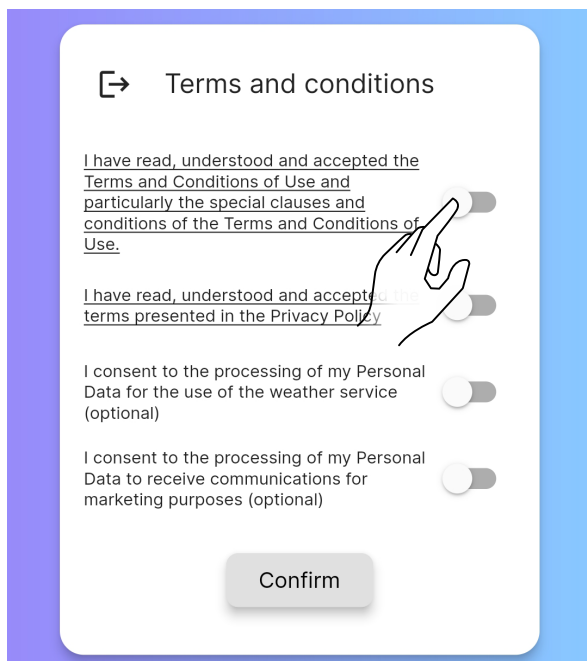 Terms and conditions
I have read, understood and accepted the
Terms and Conditions of Use and
particularly the special clauses and
conditions of the Terms and Conditions of
Use.
I have read, understood and accepted the
terms presented in the Privacy Policy
I consent to the processing of my Personal
Data for the use of the weather service
(optional)
I consent to the processing of my Personal
Data to receive communications for
marketing purposes (optional)
Confirm